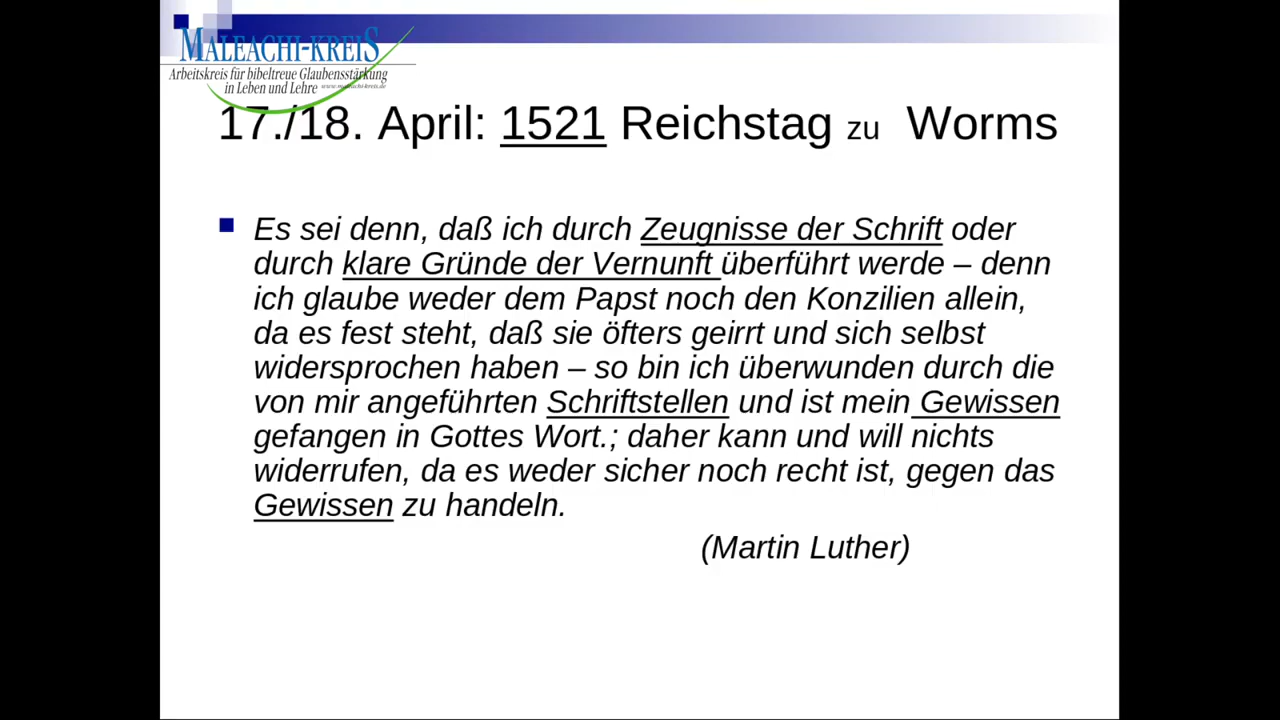 MALEACHI-KREIS
Arbeitskreis für bibeltreue Glaubensstärkung
in Leben und Lehre www.maleachi-kreis.de
17./18. April: 1521 Reichstag zu Worms
Es sei denn, daß ich durch Zeugnisse der Schrift oder
durch klare Gründe der Vernunft überführt werde – denn
ich glaube weder dem Papst noch den Konzilien allein,
da es fest steht, daß sie öfters geirrt und sich selbst
widersprochen haben – so bin ich überwunden durch die
von mir angeführten Schriftstellen und ist mein Gewissen
gefangen in Gottes Wort.; daher kann und will nichts
widerrufen, da es weder sicher noch recht ist, gegen das
Gewissen zu handeln.
(Martin Luther)